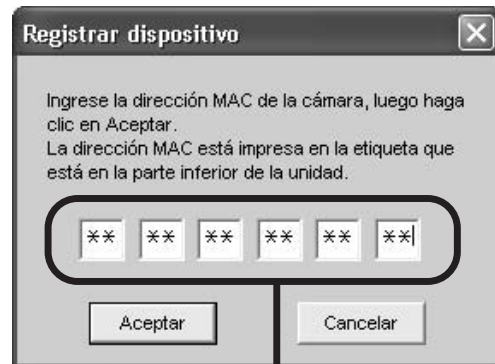 Registrar dispositivo
Ingrese la dirección MAC de la cámara, luego haga
clic en Aceptar.
La dirección MAC está impresa en la etiqueta que
está en la parte inferior de la unidad.
** ** ** ** ** **
Aceptar Cancelar